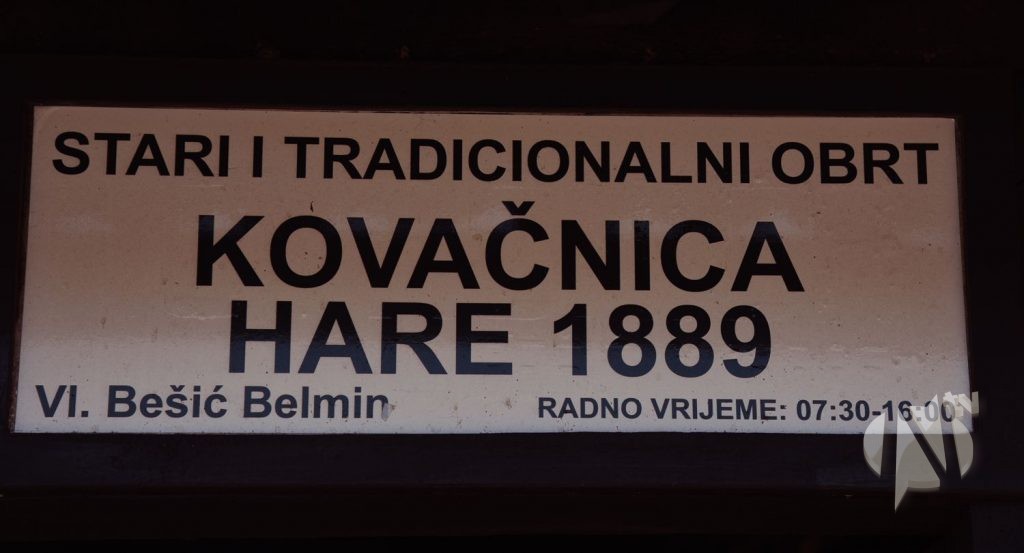 STARI I TRADICIONALNI OBRT
KOVAČNICA
HARE 1889
Vl. Bešić Belmin
RADNO VRIJEME: 07:30-16:00